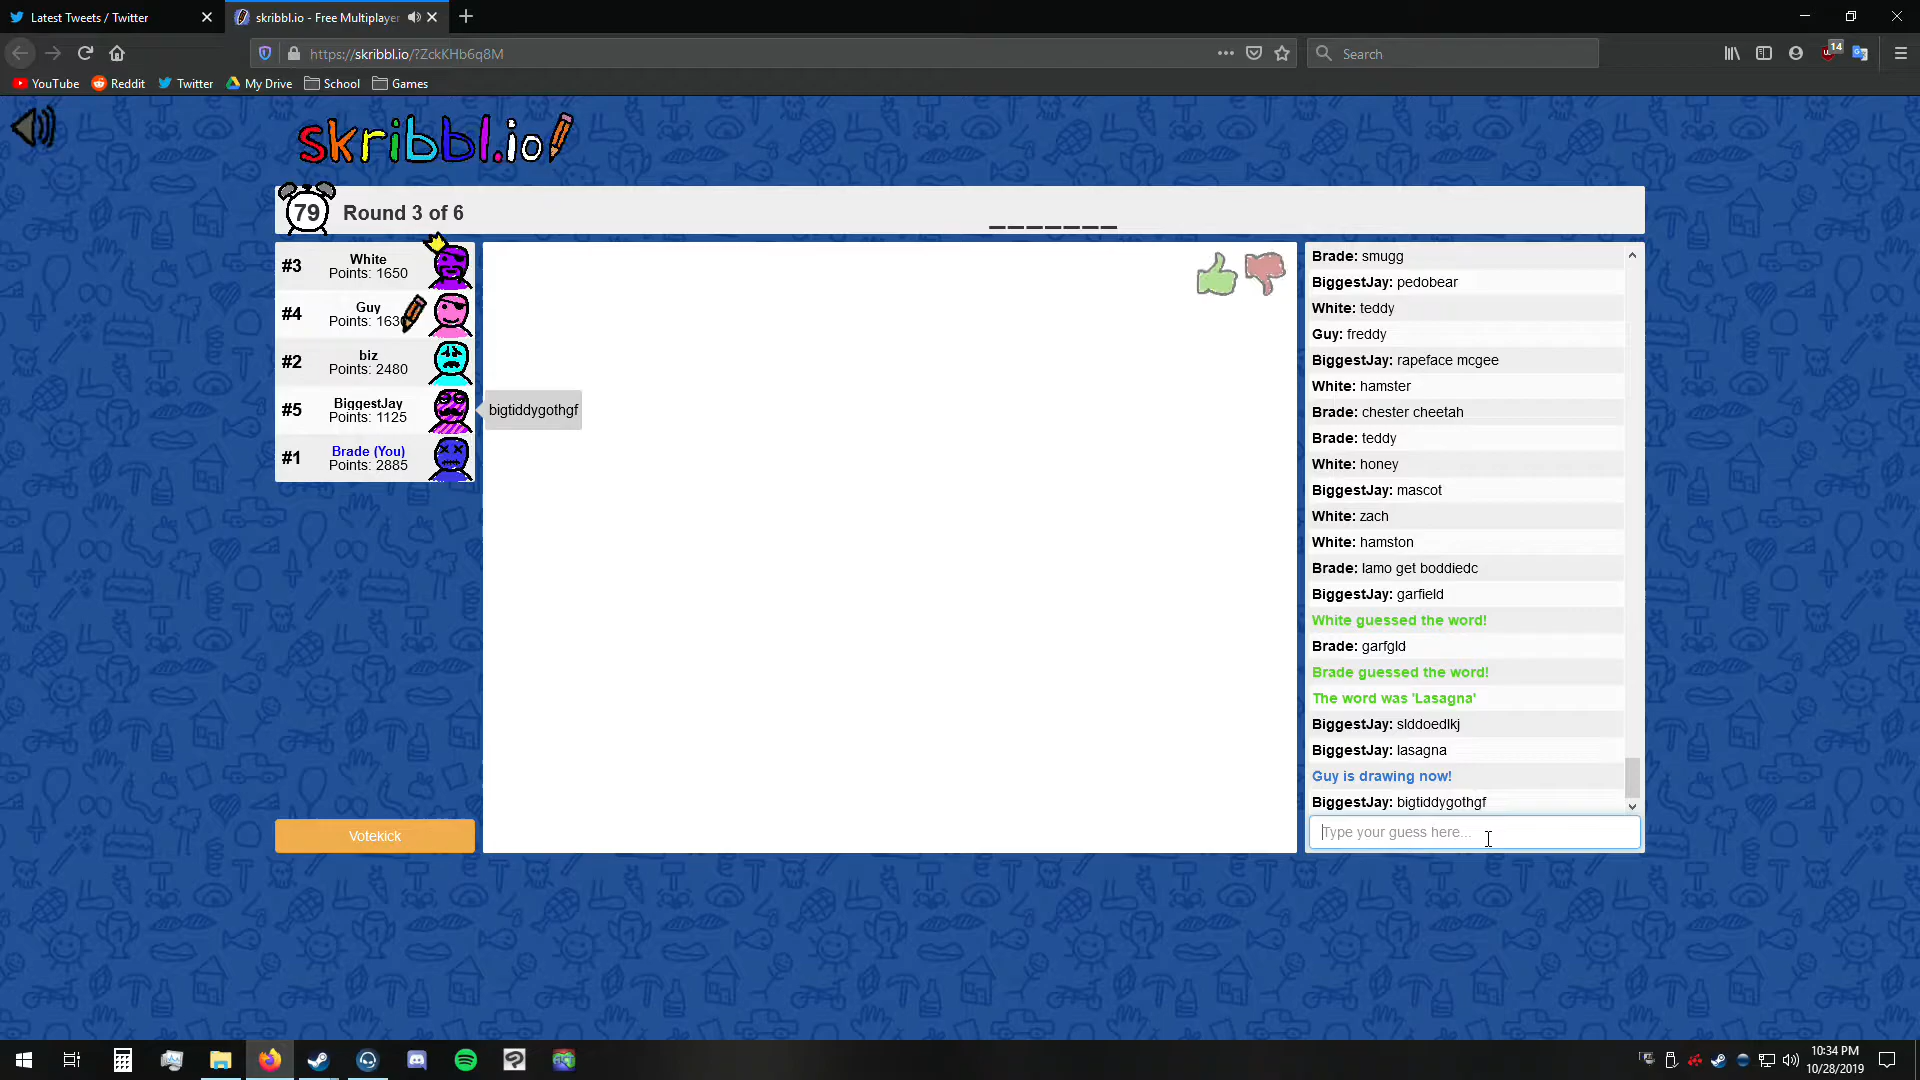 Latest Tweets / Twitter
skribbl.io - Free Multiplayer
https://skribbl.io/?ZckKHb6q8M
Search
14
YouTube
Reddit
Twitter
My Drive
School
Games
skribbl.io
79
Round 3 of 6
_______
#3
White
Points: 1650
#4
Guy
Points: 1630
#2
biz
Points: 2480
#5
BiggestJay
Points: 1125
bigtiddygothgf
#1
Brade (You)
Points: 2885
Votekick
Brade: smugg
BiggestJay: pedobear
White: teddy
Guy: freddy
BiggestJay: rapeface mcgee
White: hamster
Brade: chester cheetah
Brade: teddy
White: honey
BiggestJay: mascot
White: zach
White: hamston
Brade: lamo get boddiedc
BiggestJay: garfield
White guessed the word!
Brade: garfgld
Brade guessed the word!
The word was 'Lasagna'
BiggestJay: slddoedlkj
BiggestJay: lasagna
Guy is drawing now!
BiggestJay: bigtiddygothgf
Type your guess here...
10:34 PM
10/28/2019